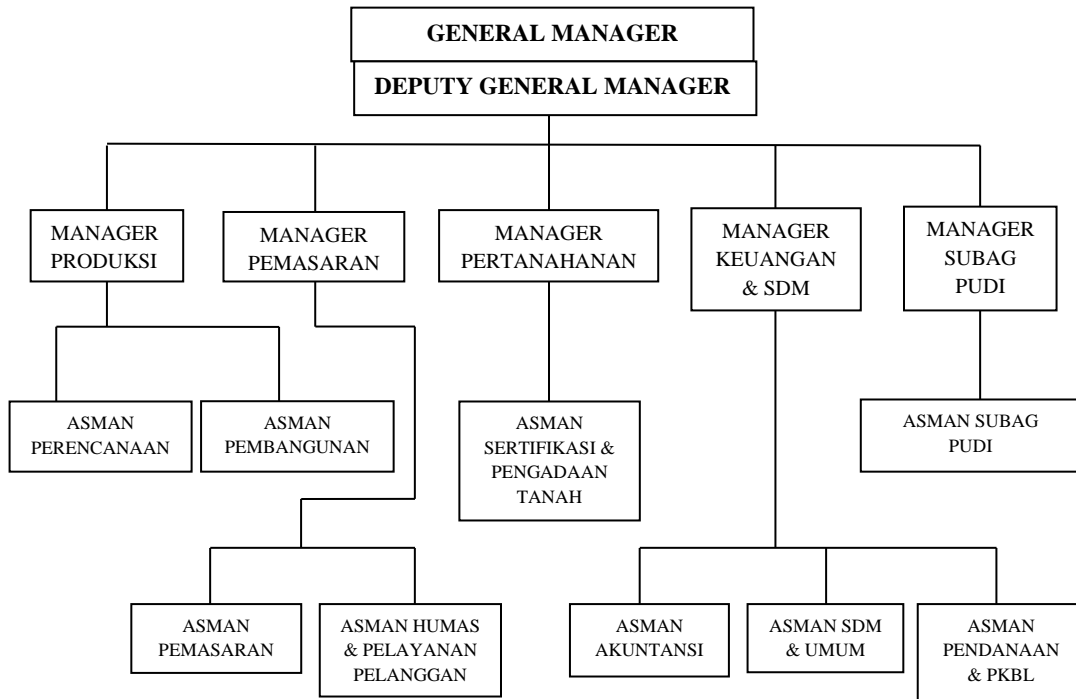 GENERAL MANAGER
DEPUTY GENERAL MANAGER
MANAGER
PRODUKSI
MANAGER
PEMASARAN
MANAGER
PERTANAHANAN
MANAGER
KEUANGAN
& SDM
MANAGER
SUBAG
PUDI
ASMAN
PERENCANAAN
ASMAN
PEMBANGUNAN
ASMAN
SERTIFIKASI &
PENGADAAN
TANAH
ASMAN SUBAG
PUDI
ASMAN
PEMASARAN
ASMAN HUMAS
& PELAYANAN
PELANGGAN
ASMAN
AKUNTANSI
ASMAN SDM
& UMUM
ASMAN
PENDANAAN
& PKBL